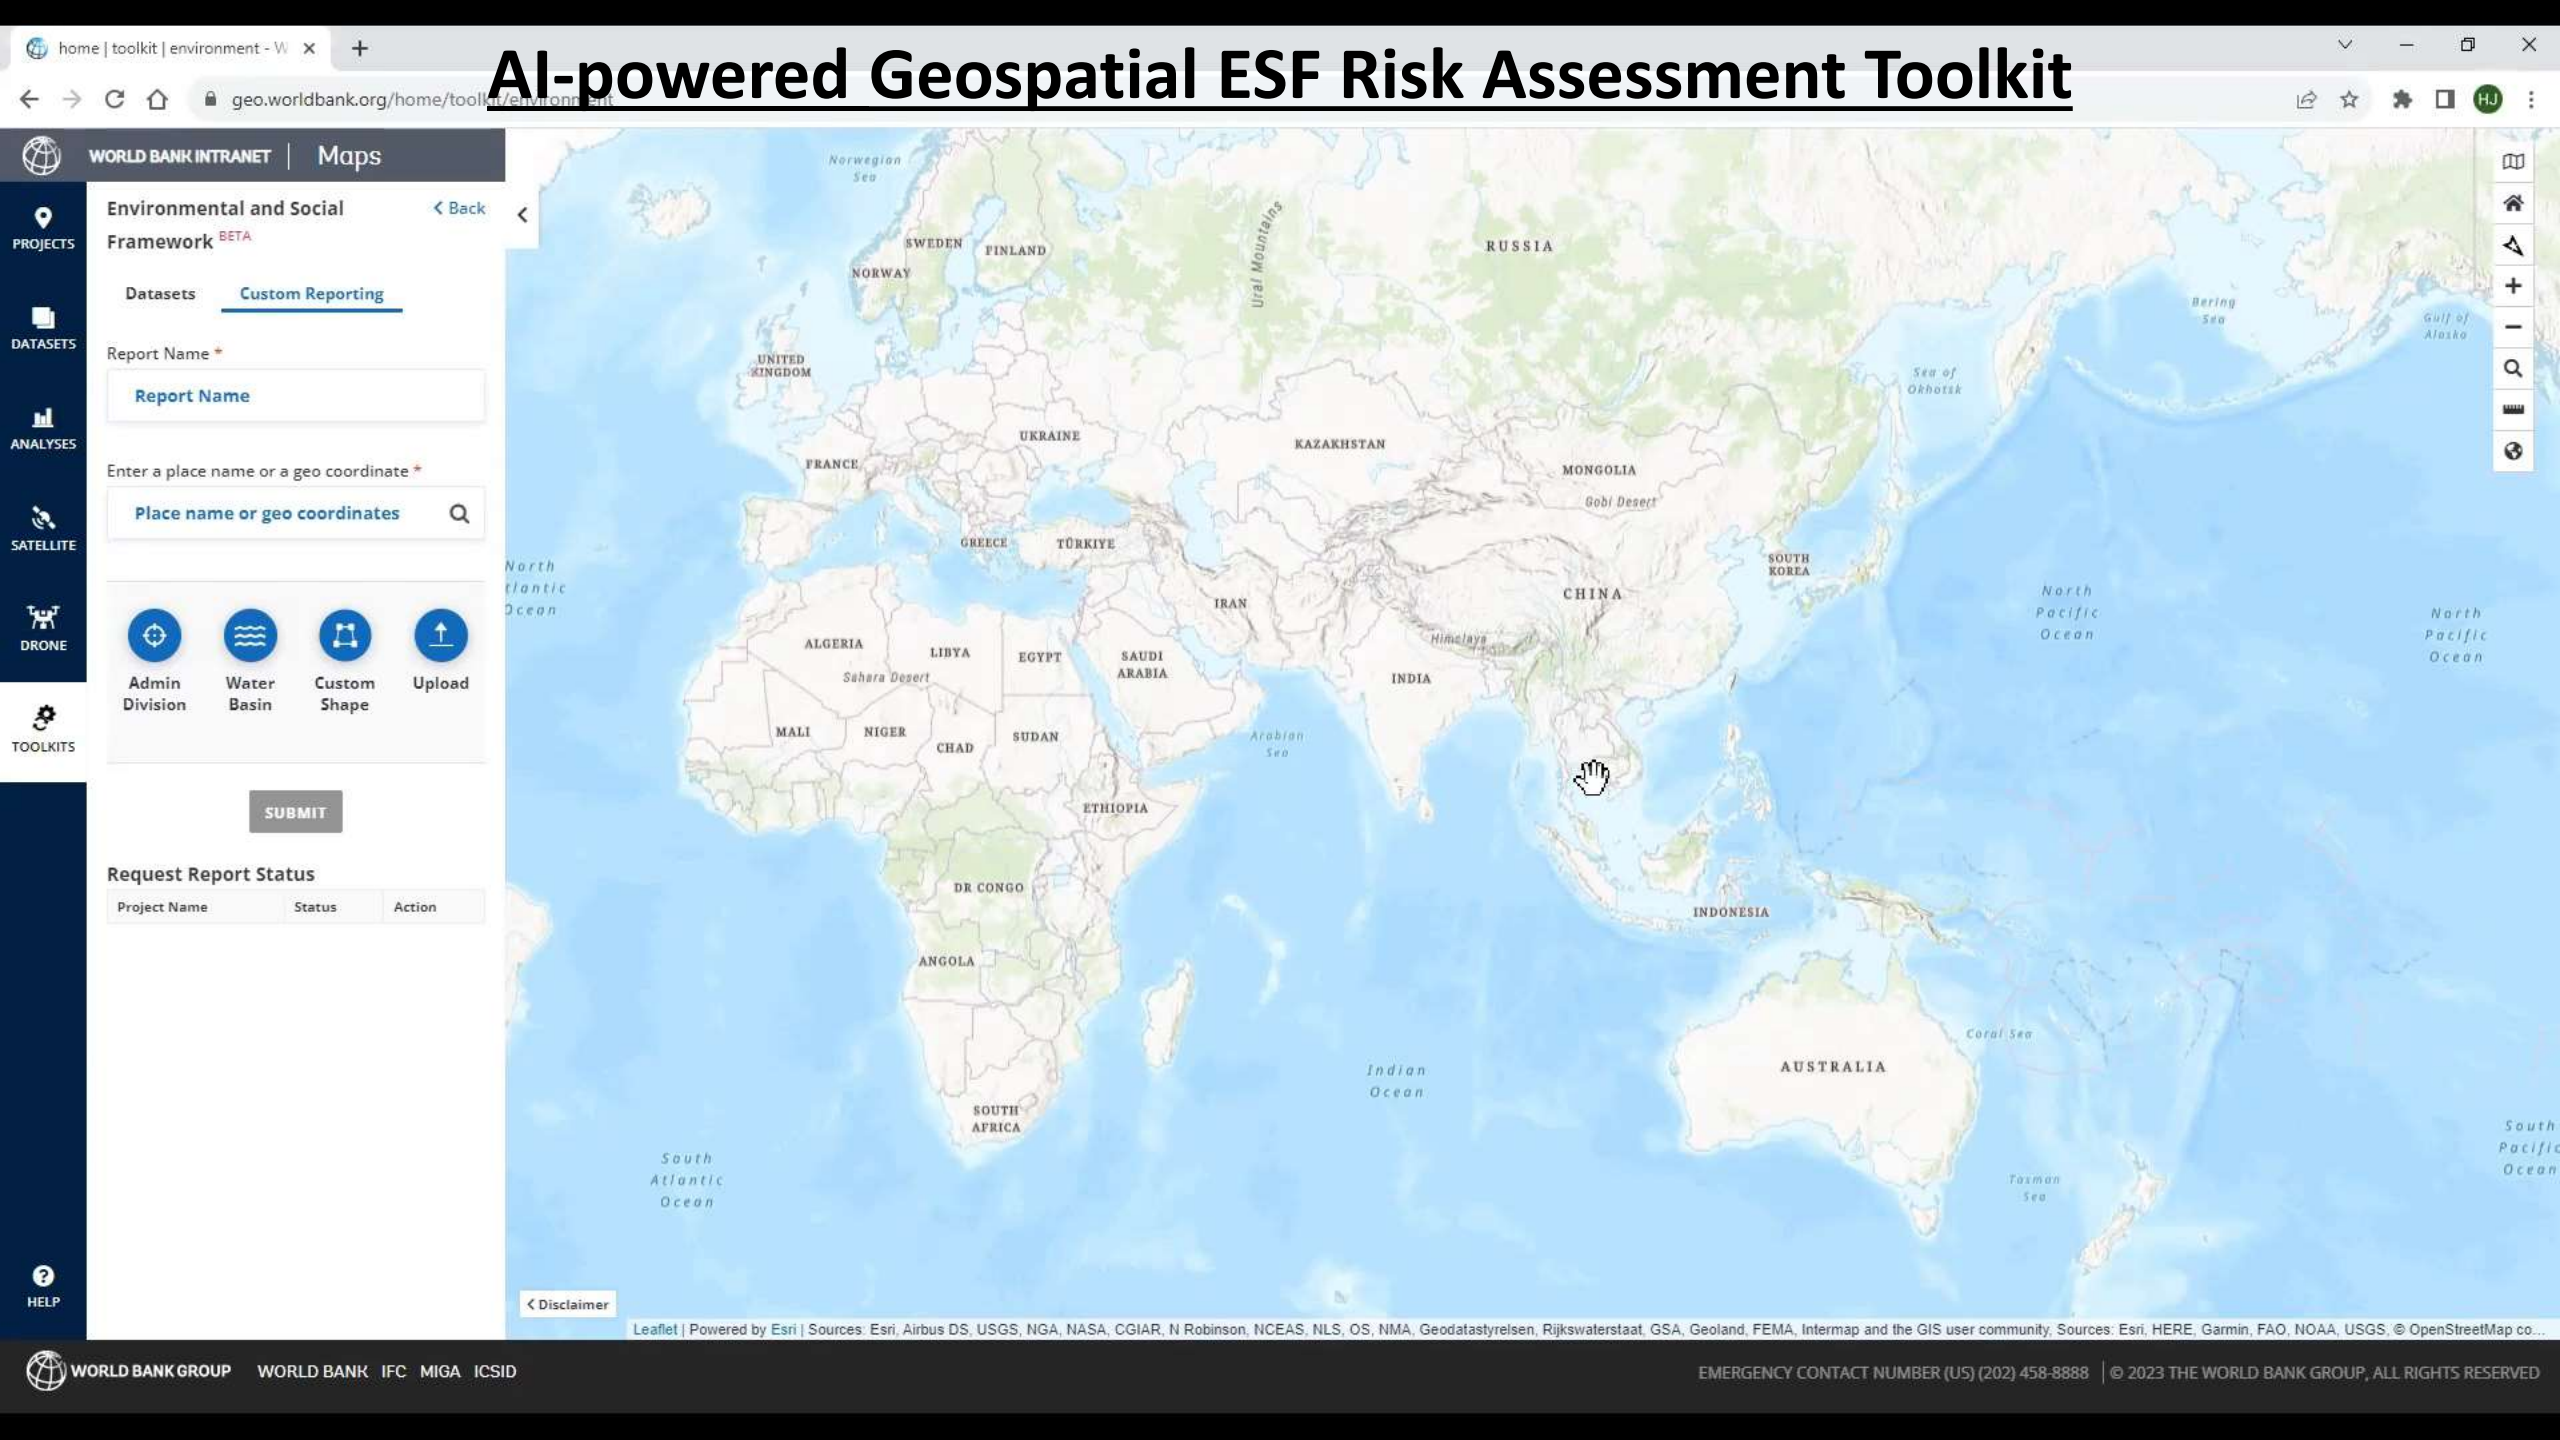 home | toolkit | environment - W
AI-powered Geospatial ESF Risk Assessment Toolkit
geo.worldbank.org/home/toolkit/environment
HJ
WORLD BANK INTRANET | Maps
PROJECTS
DATASETS
ANALYSES
SATELLITE
DRONE
TOOLKITS
HELP
Environmental and Social
Framework BETA
< Back
Datasets
Custom Reporting
Report Name *
Report Name
Enter a place name or a geo coordinate *
Place name or geo coordinates
Admin
Division
Water
Basin
Custom
Shape
Upload
SUBMIT
Request Report Status
Project Name
Status
Action
Norwegian
Sea
SWEDEN
FINLAND
NORWAY
Ural Mountains
RUSSIA
Bering
Sea
Gulf of
Alaska
UNITED
KINGDOM
Sea of
Okhotsk
UKRAINE
KAZAKHSTAN
FRANCE
MONGOLIA
Gobi Desert
GREECE
TÜRKIYE
SOUTH
KOREA
North
tlantic
Ocean
CHINA
IRAN
North
Pacific
Ocean
North
Pacific
Ocean
Himalaya
ALGERIA
LIBYA
EGYPT
SAUDI
ARABIA
Sahara Desert
INDIA
MALI
NIGER
CHAD
SUDAN
Arabian
Sea
ETHIOPIA
DR CONGO
INDONESIA
ANGOLA
Coral Sea
AUSTRALIA
Indian
Ocean
SOUTH
AFRICA
South
Atlantic
Ocean
Tasman
Sea
South
Pacific
Ocean
< Disclaimer
Leaflet | Powered by Esri | Sources: Esri, Airbus DS, USGS, NGA, NASA, CGIAR, N Robinson, NCEAS, NLS, OS, NMA, Geodatastyrelsen, Rijkswaterstaat, GSA, Geoland, FEMA, Intermap and the GIS user community, Sources: Esri, HERE, Garmin, FAO, NOAA, USGS, © OpenStreetMap co...
WORLD BANK GROUP WORLD BANK IFC MIGA ICSID
EMERGENCY CONTACT NUMBER (US) (202) 458-8888 | © 2023 THE WORLD BANK GROUP, ALL RIGHTS RESERVED